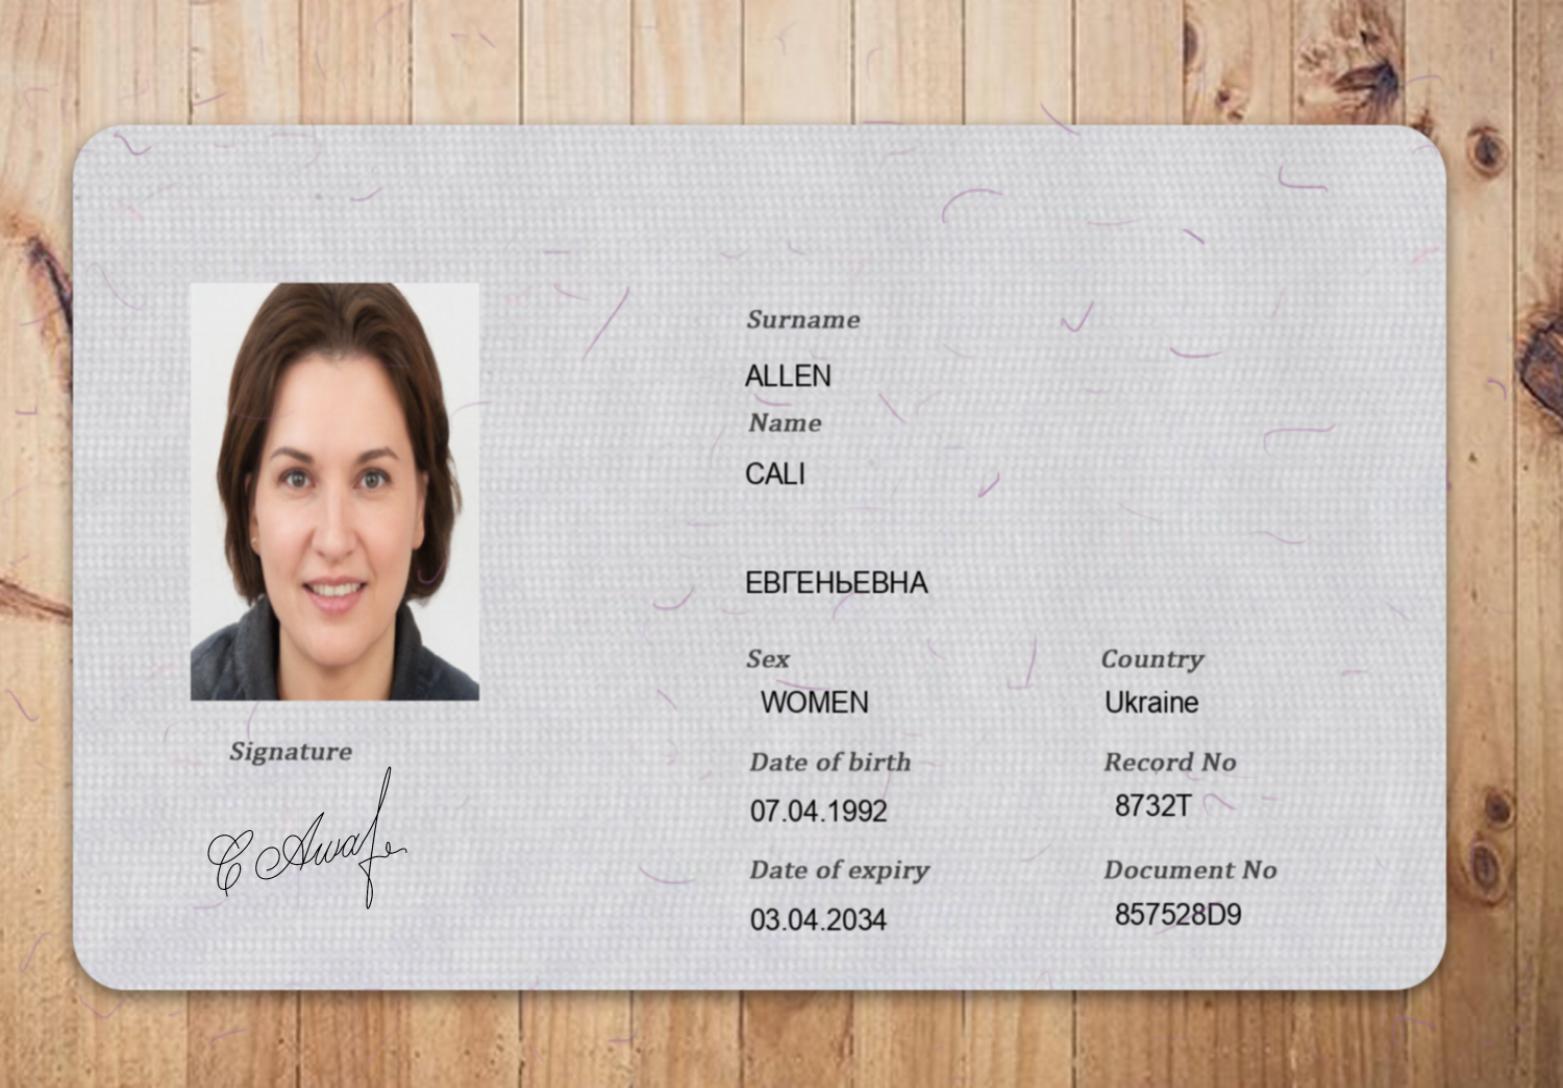 Surname
ALLEN
Name
CALI
ЕВГЕНЬЕВНА
Sex
WOMEN
Country
Ukraine
Date of birth
07.04.1992
Record No
8732T
Date of expiry
03.04.2034
Document No
857528D9
Signature